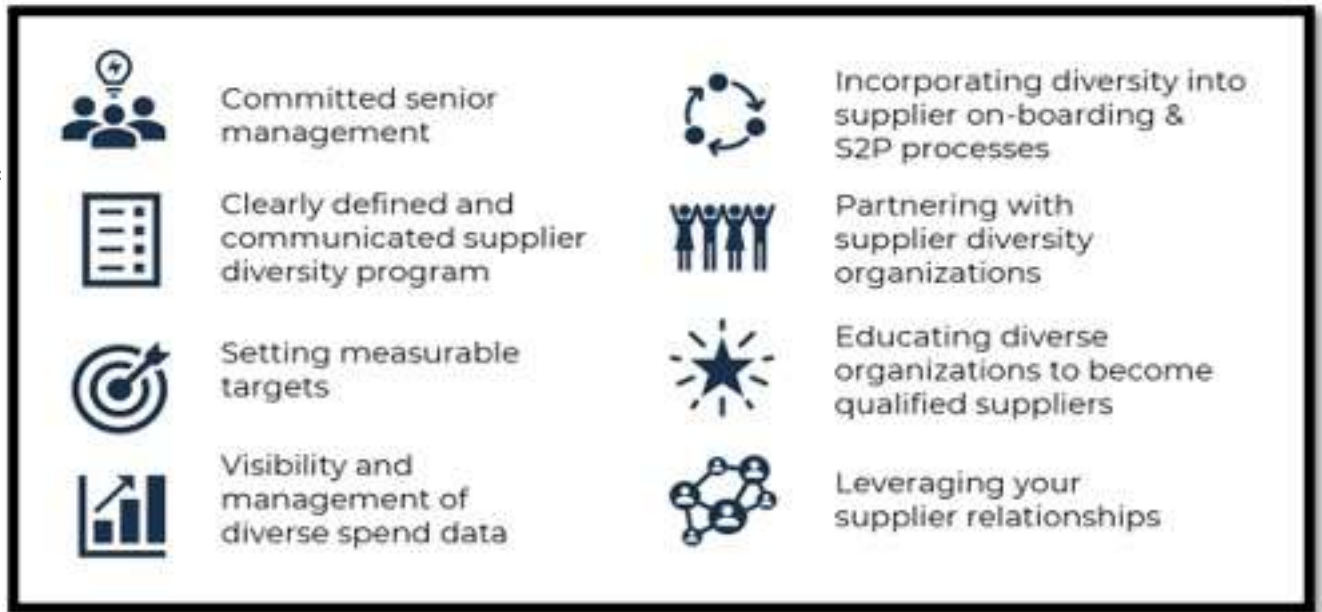 Committed senior
management
Clearly defined and
communicated supplier
diversity program
Setting measurable
targets
Visibility and
management of
diverse spend data
Incorporating diversity into
supplier on-boarding &
S2P processes
Partnering with
supplier diversity
organizations
Educating diverse
organizations to become
qualified suppliers
Leveraging your
supplier relationships